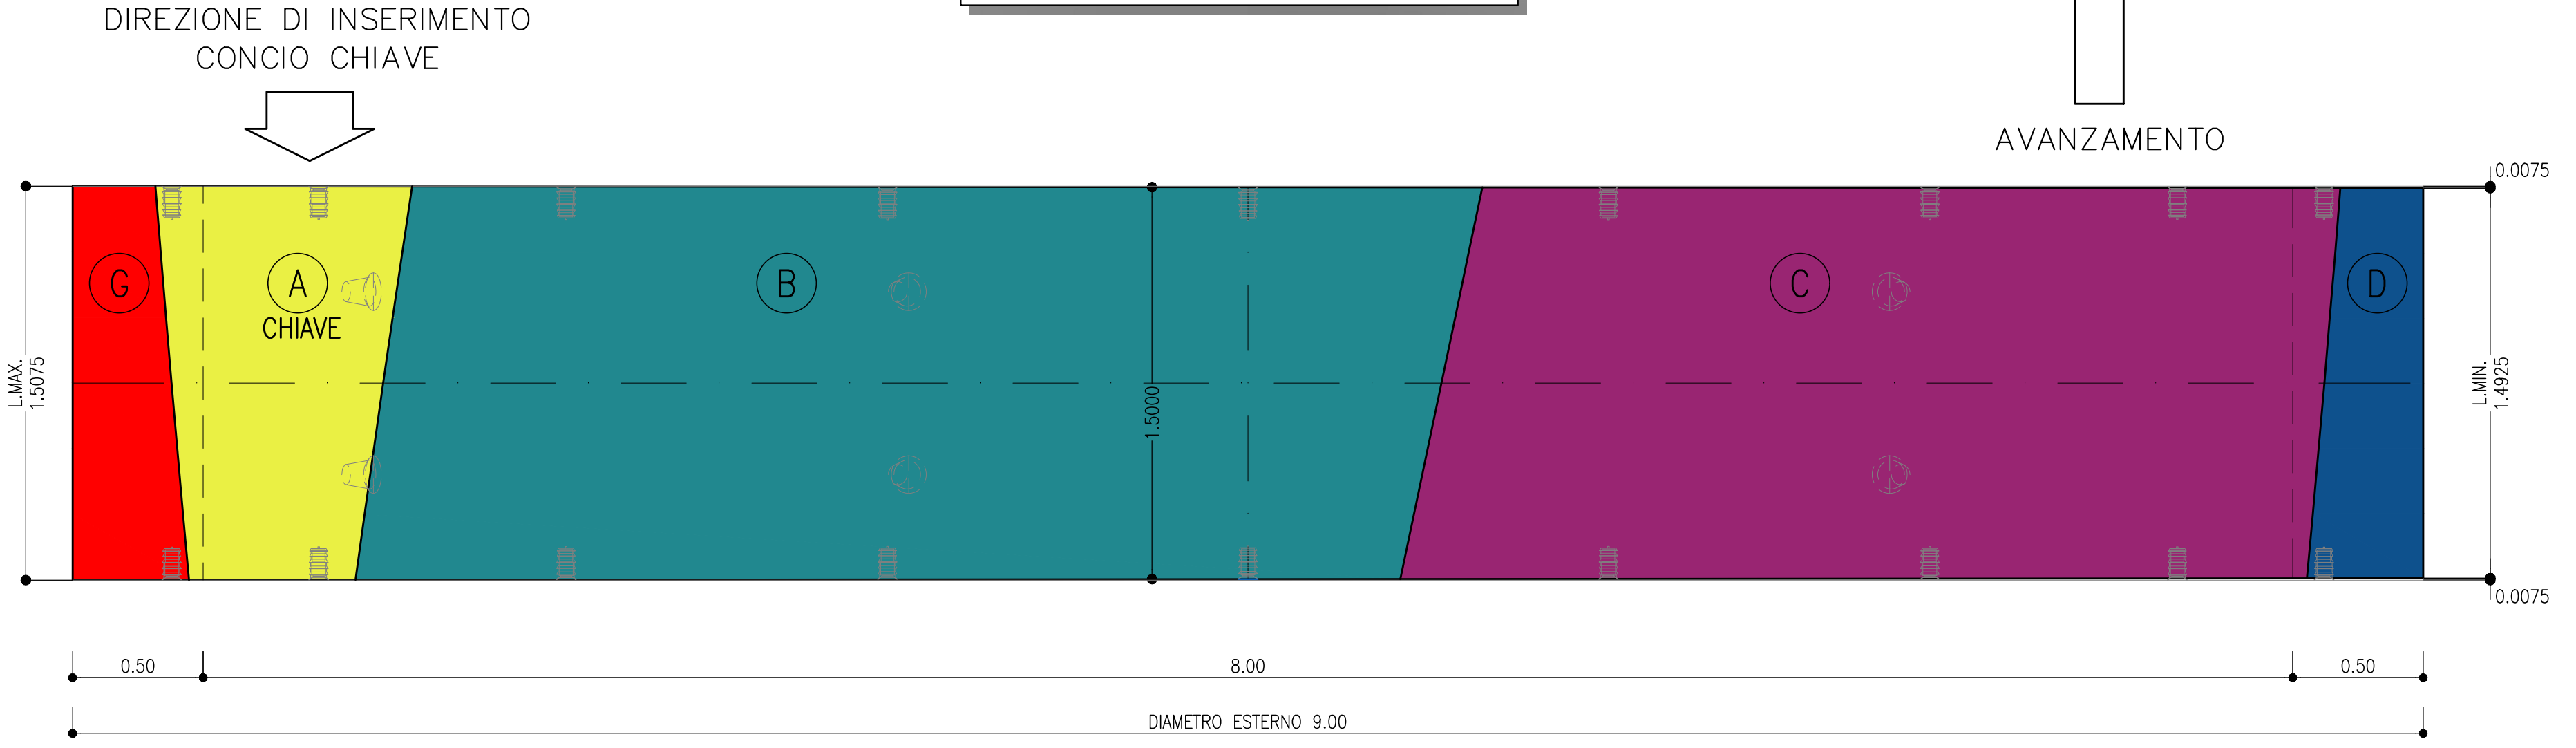 DIREZIONE DI INSERIMENTO
CONCIO CHIAVE
AVANZAMENTO
0.0075
G
A
CHIAVE
B
C
D
L.MAX.
1.5075
1.5000
L.MIN.
1.4925
0.0075
0.50
8.00
0.50
DIAMETRO ESTERNO 9.00